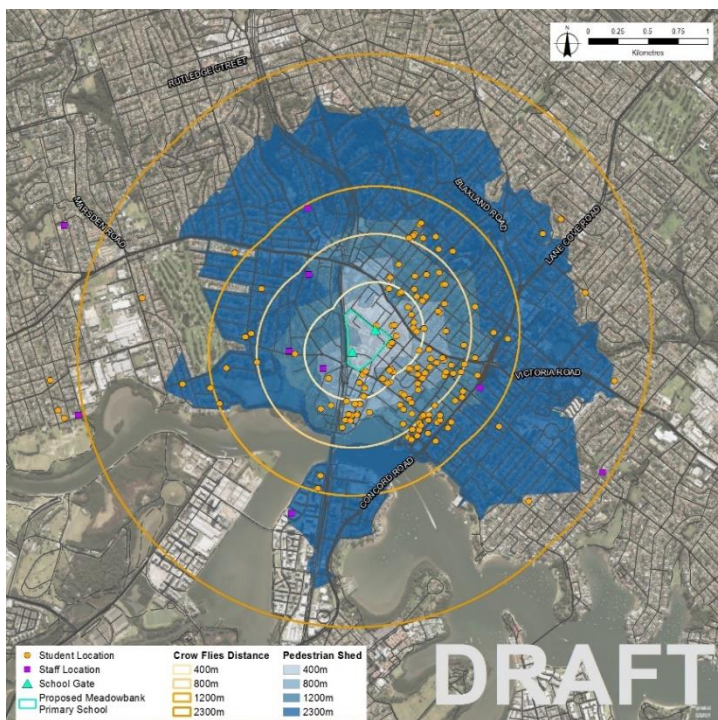 N
0 0.25 0.5 0.75 1
Kilometres
RUTLEDGE STREET
BLAXLAND ROAD
MARSDEN ROAD
LANE COVE ROAD
VICTORIA ROAD
CONCORD ROAD
Student Location
Staff Location
School Gate
Proposed Meadowbank
Primary School
Crow Flies Distance
400m
800m
1200m
2300m
Pedestrian Shed
400m
800m
1200m
2300m
DRAFT